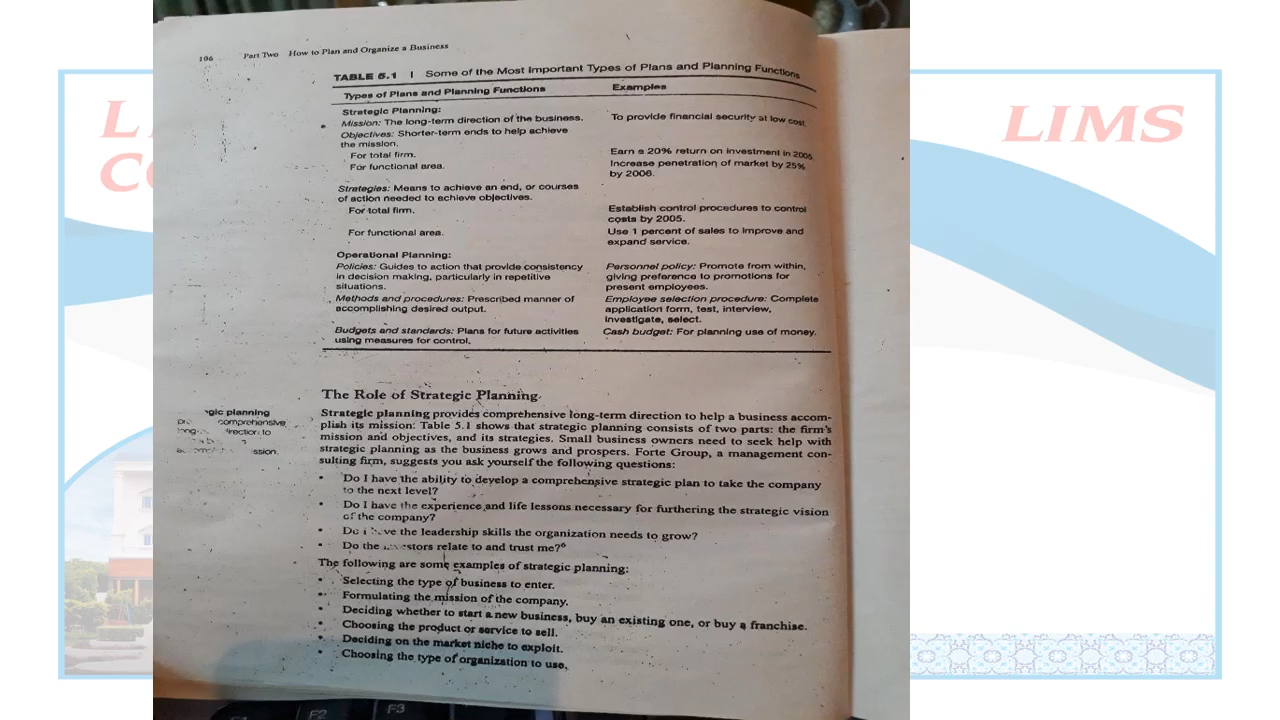 LIMS
106 Part Two How to Plan and Organize a Business
TABLE 5.1 | Some of the Most Important Types of Plans and Planning Functions
Types of Plans and Planning Functions Examples
Strategic Planning:
Mission: The long-term direction of the business. To provide financial security at low cost.
Objectives: Shorter-term ends to help achieve
the mission.
For total firm. Earn a 20% return on investment in 2005.
For functional area. Increase penetration of market by 25%
by 2006.
Strategies: Means to achieve an end, or courses
of action needed to achieve objectives.
For total firm. Establish control procedures to control
costs by 2005.
For functional area. Use 1 percent of sales to improve and
expand service.
Operational Planning:
Policies: Guides to action that provide consistency Personnel policy: Promote from within,
in decision making, particularly in repetitive giving preference to promotions for
situations. present employees.
Methods and procedures: Prescribed manner of Employee selection procedure: Complete
accomplishing desired output. application form, test, interview,
investigate, select.
Budgets and standards: Plans for future activities Cash budget: For planning use of money.
using measures for control.
The Role of Strategic Planning
planning
comprehensive
to
Strategic planning provides comprehensive long-term direction to help a business accom-
plish its mission. Table 5.1 shows that strategic planning consists of two parts: the firm's
mission and objectives, and its strategies. Small business owners need to seek help with
strategic planning as the business grows and prospers. Forte Group, a management con-
sulting firm, suggests you ask yourself the following questions:
• Do I have the ability to develop a comprehensive strategic plan to take the company
to the next level?
• Do I have the experience and life lessons necessary for furthering the strategic vision
of the company?
• Do I have the leadership skills the organization needs to grow?
• Do the investors relate to and trust me?⁶
The following are some examples of strategic planning:
• Selecting the type of business to enter.
• Formulating the mission of the company.
• Deciding whether to start a new business, buy an existing one, or buy a franchise.
• Choosing the product or service to sell.
• Deciding on the market niche to exploit.
• Choosing the type of organization to use.
F2
F3